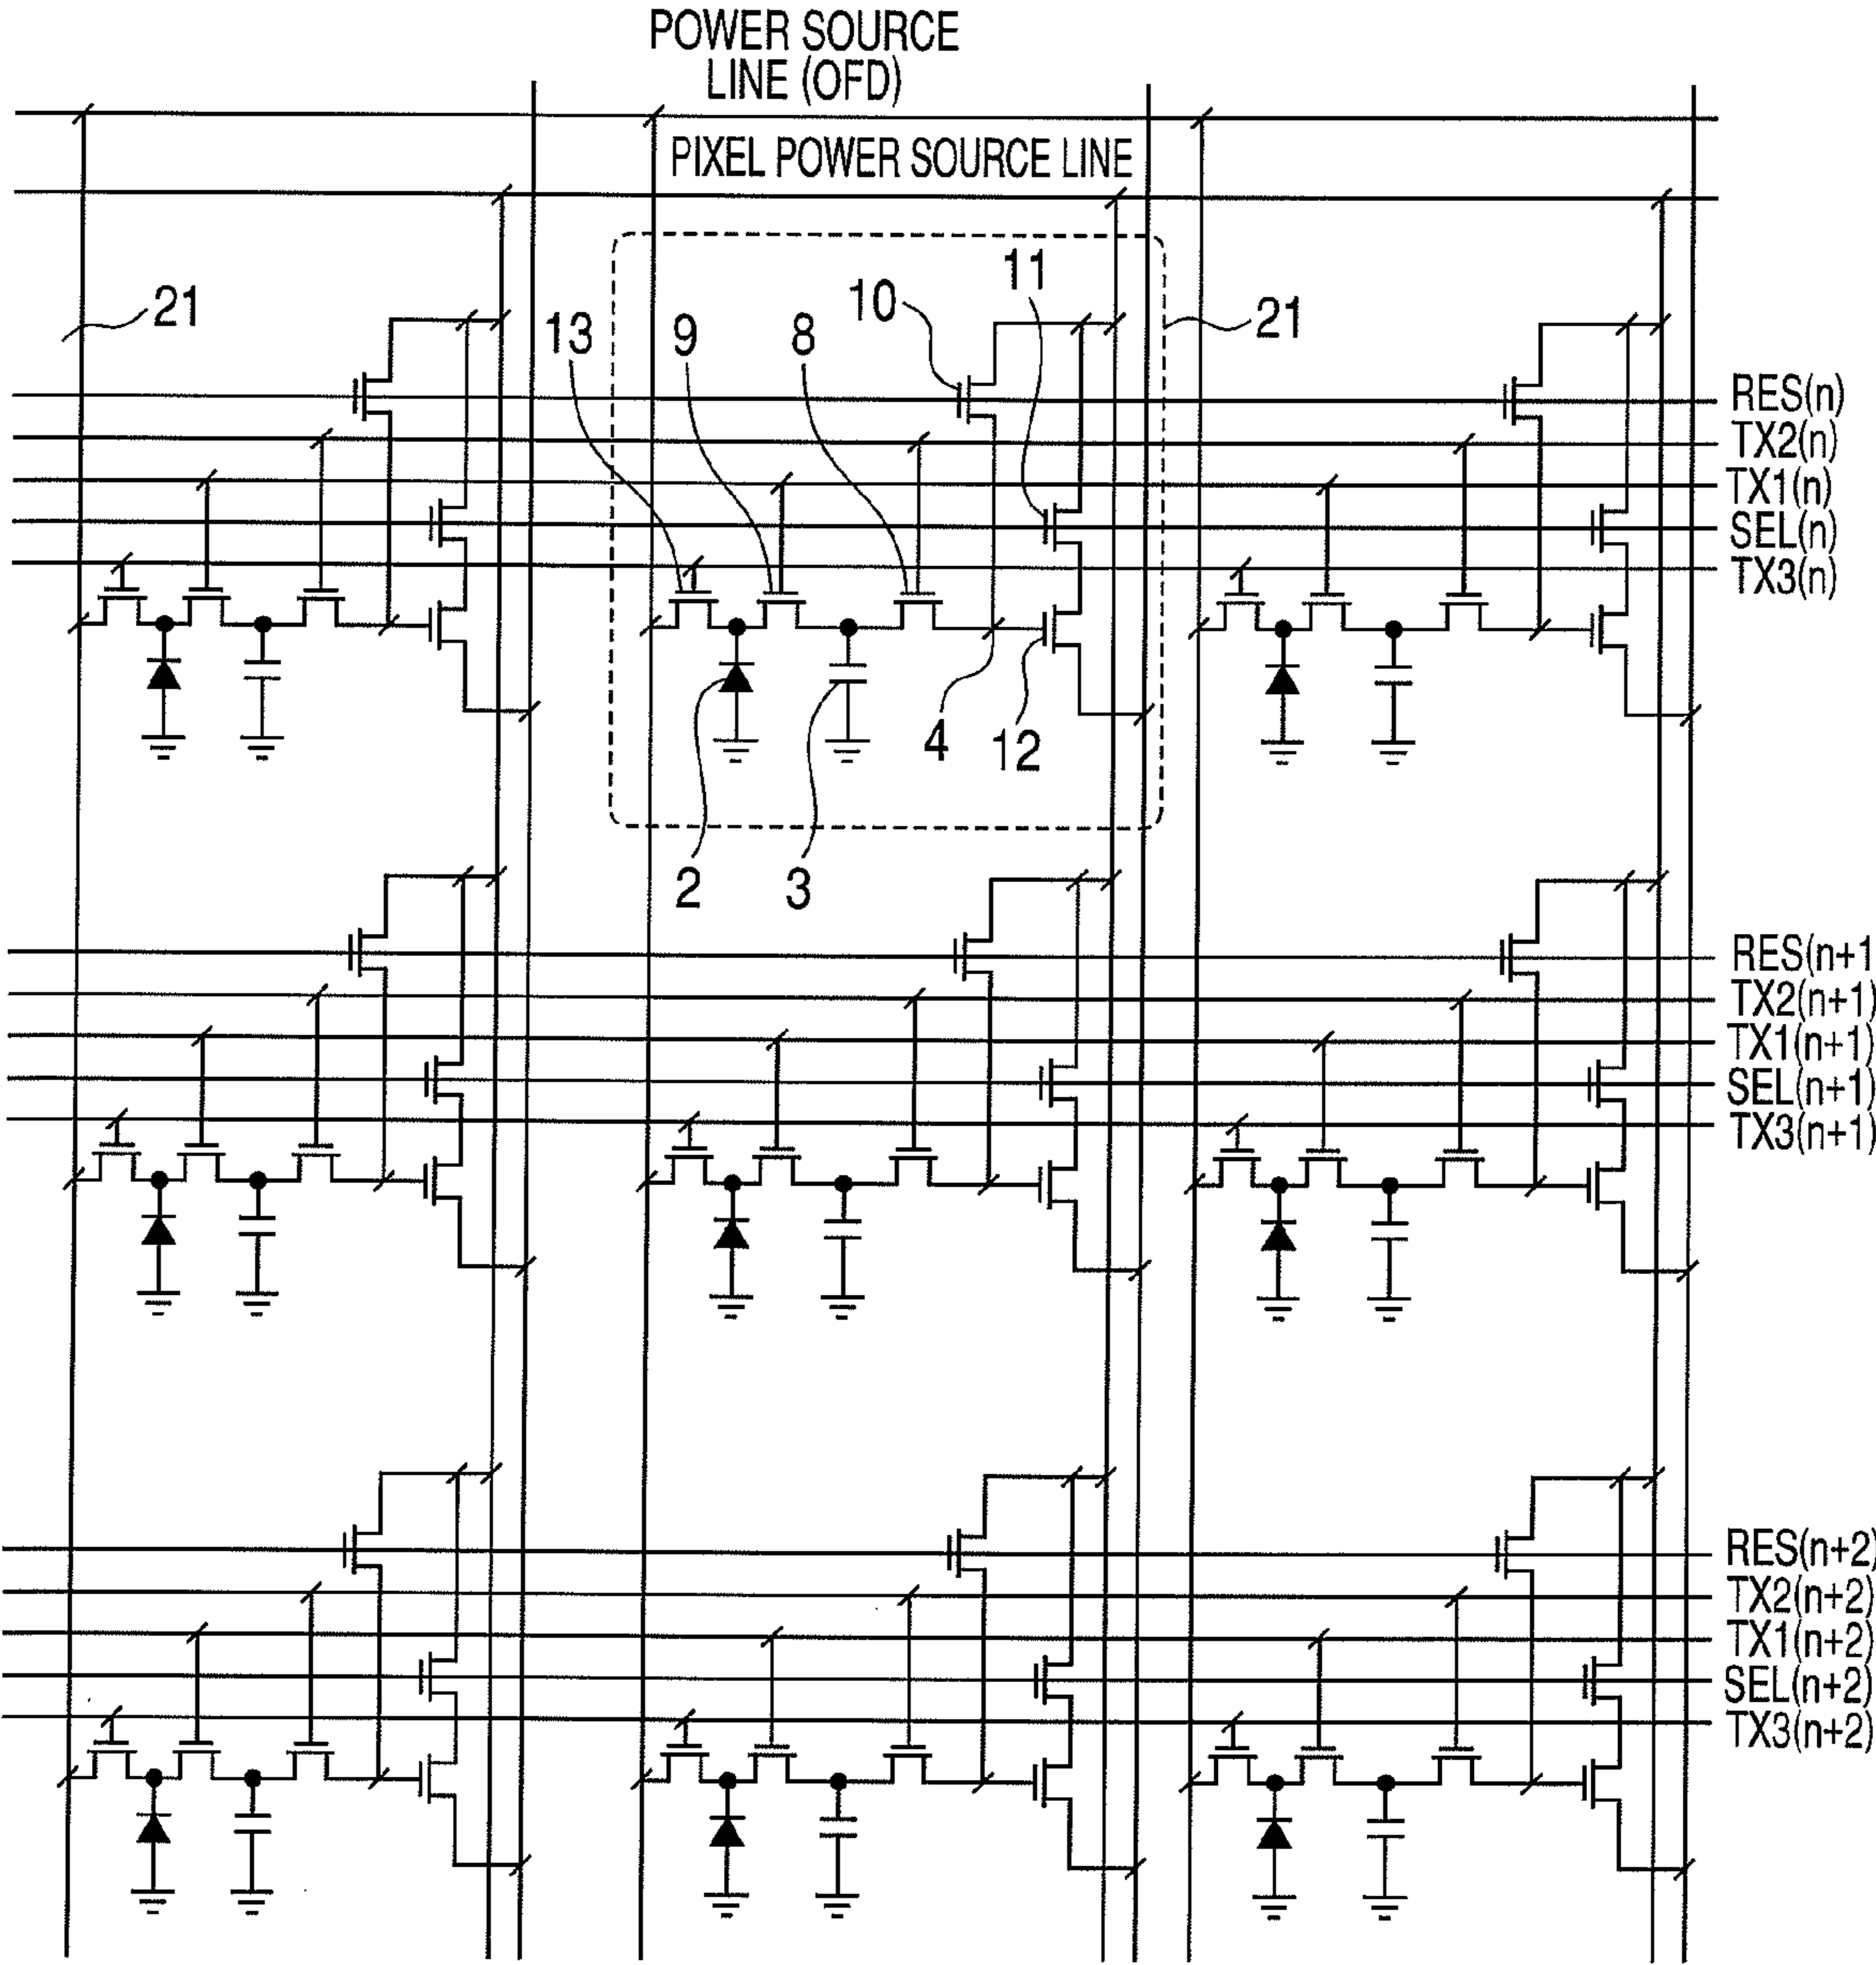 POWER SOURCE
LINE (OFD)
PIXEL POWER SOURCE LINE
21
13
9
8
10
11
21
RES(n)
TX2(n)
TX1(n)
SEL(n)
TX3(n)
4
12
2
3
RES(n+1
TX2(n+1)
TX1(n+1)
SEL(n+1)
TX3(n+1)
RES(n+2)
TX2(n+2)
TX1(n+2)
SEL(n+2)
TX3(n+2)